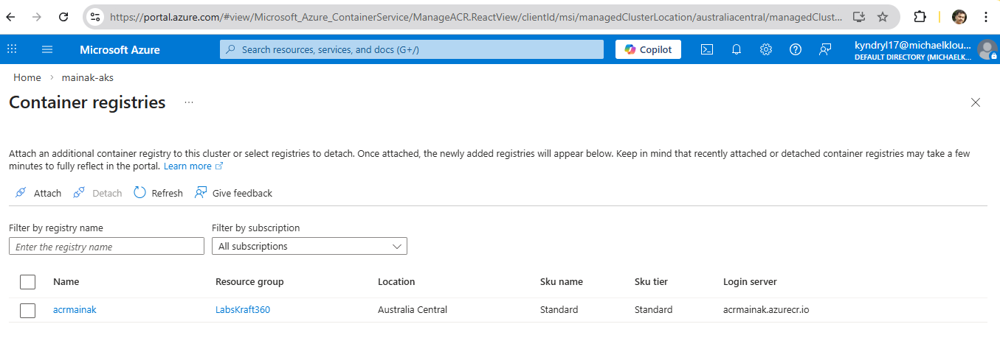 https://portal.azure.com/#view/Microsoft_Azure_ContainerService/ManageACR.ReactView/clientId/msi/managedClusterLocation/australiacentral/managedClust...
Microsoft Azure
Search resources, services, and docs (G+/)
Copilot
kyndryl17@michaelklou...
DEFAULT DIRECTORY (MICHAELK...
Home > mainak-aks
Container registries ...
Attach an additional container registry to this cluster or select registries to detach. Once attached, the newly added registries will appear below. Keep in mind that recently attached or detached container registries may take a few
minutes to fully reflect in the portal. Learn more
Attach Detach Refresh Give feedback
Filter by registry name Filter by subscription
Enter the registry name All subscriptions
Name Resource group Location Sku name Sku tier Login server
acrmainak LabsKraft360 Australia Central Standard Standard acrmainak.azurecr.io